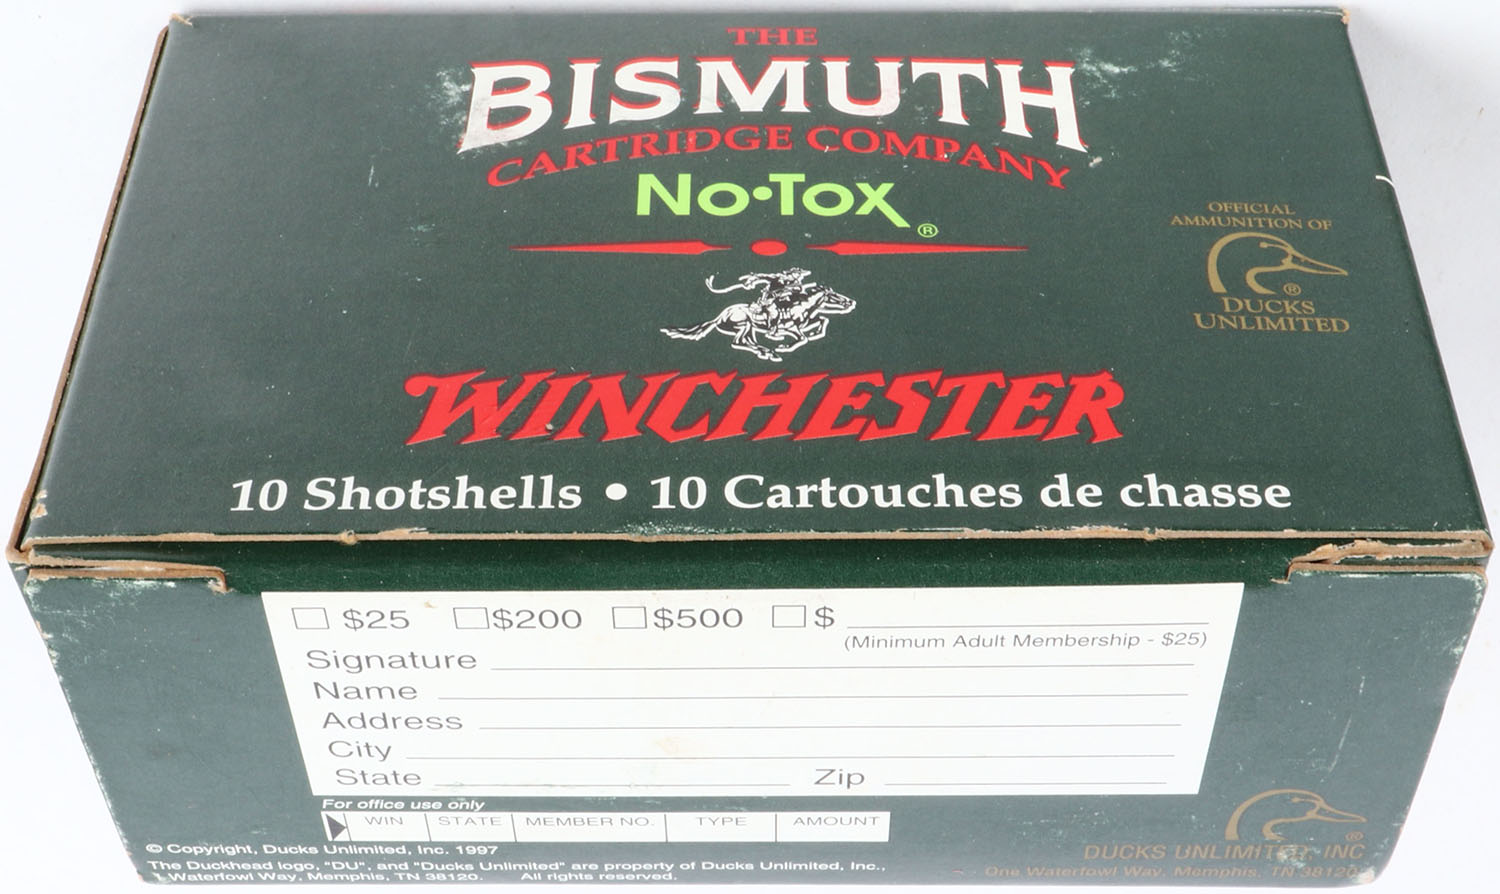 THE
BISMUTH
CARTRIDGE COMPANY
No•Tox®
OFFICIAL
AMMUNITION OF
®
DUCKS
UNLIMITED
WINCHESTER
10 Shotshells • 10 Cartouches de chasse
$25 $200 $500 $
(Minimum Adult Membership - $25)
Signature
Name
Address
City
State Zip
For office use only
WIN STATE MEMBER NO. TYPE AMOUNT
© Copyright, Ducks Unlimited, Inc. 1997
The Duckhead logo, "DU", and "Ducks Unlimited" are property of Ducks Unlimited, Inc.,
1 Waterfowl Way, Memphis, TN 38120. All rights reserved.
®
DUCKS UNLIMITED, INC
One Waterfowl Way, Memphis, TN 38120